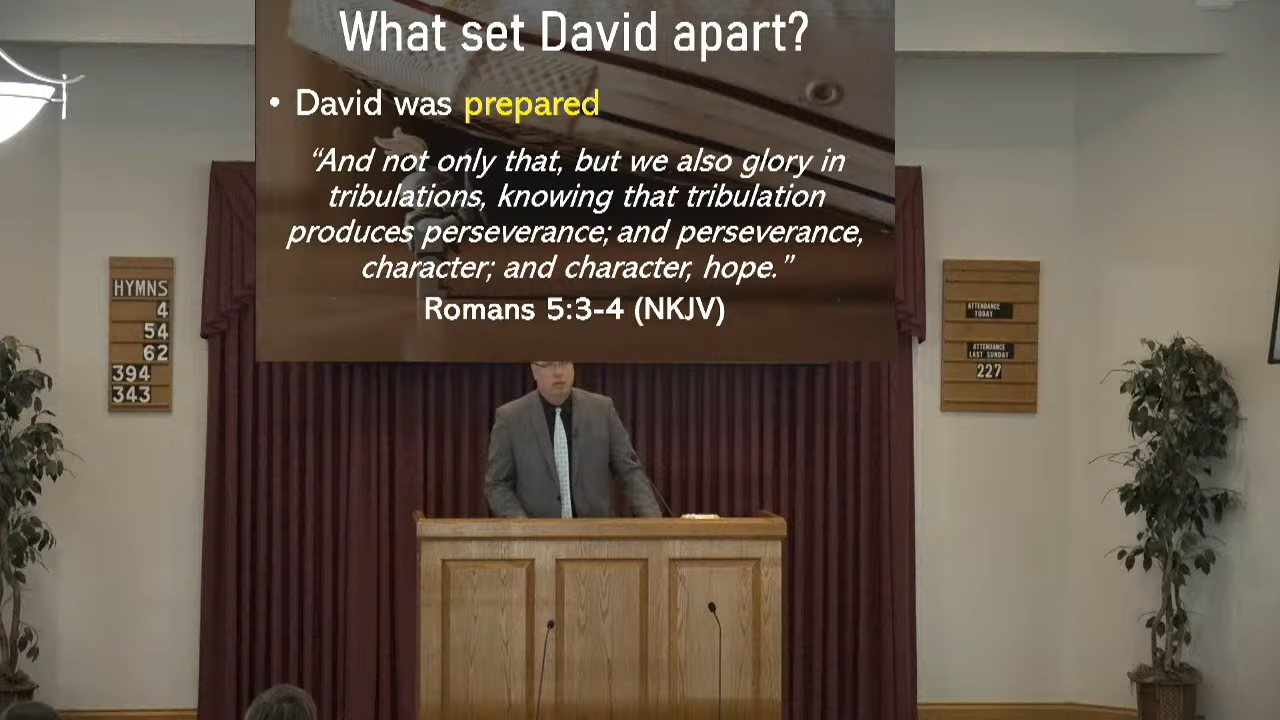 What set David apart?
• David was prepared
“And not only that, but we also glory in
tribulations, knowing that tribulation
produces perseverance; and perseverance,
character; and character, hope.”
Romans 5:3-4 (NKJV)
HYMNS
4
54
62
394
343
ATTENDANCE
TODAY
ATTENDANCE
LAST SUNDAY
227